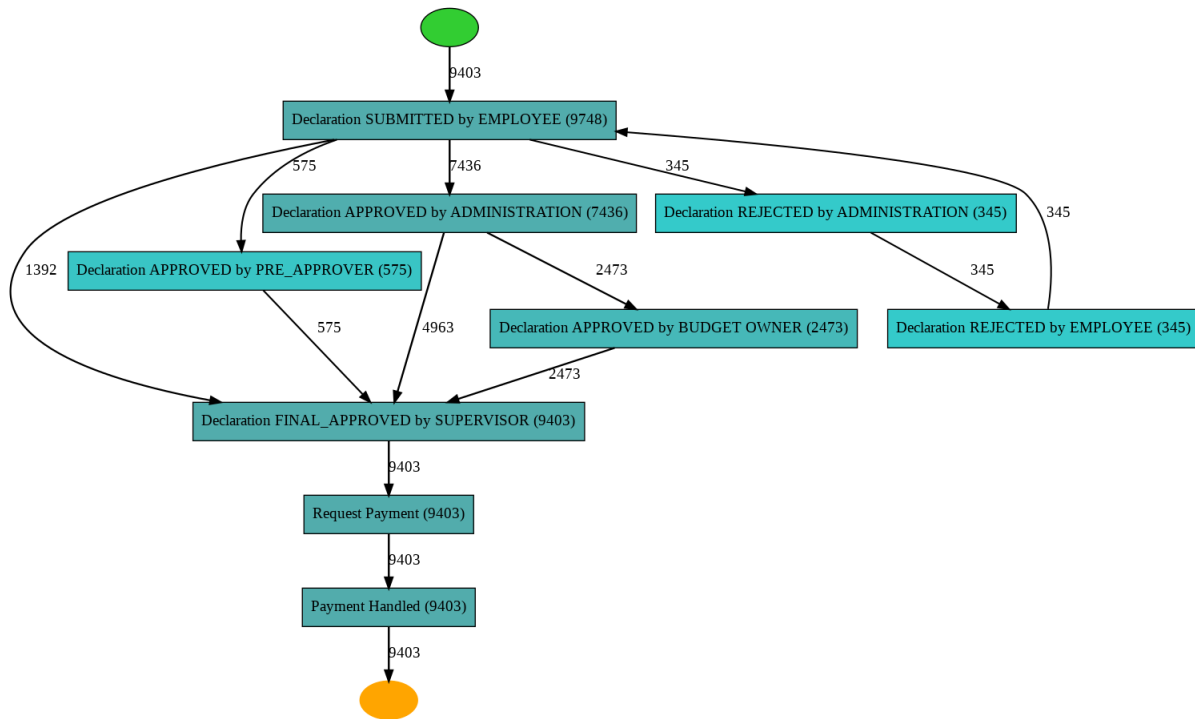 9403
Declaration SUBMITTED by EMPLOYEE (9748)
575
7436
345
Declaration APPROVED by ADMINISTRATION (7436)
Declaration REJECTED by ADMINISTRATION (345)
345
1392
Declaration APPROVED by PRE_APPROVER (575)
2473
345
575
4963
Declaration APPROVED by BUDGET OWNER (2473)
Declaration REJECTED by EMPLOYEE (345)
2473
Declaration FINAL_APPROVED by SUPERVISOR (9403)
9403
Request Payment (9403)
9403
Payment Handled (9403)
9403